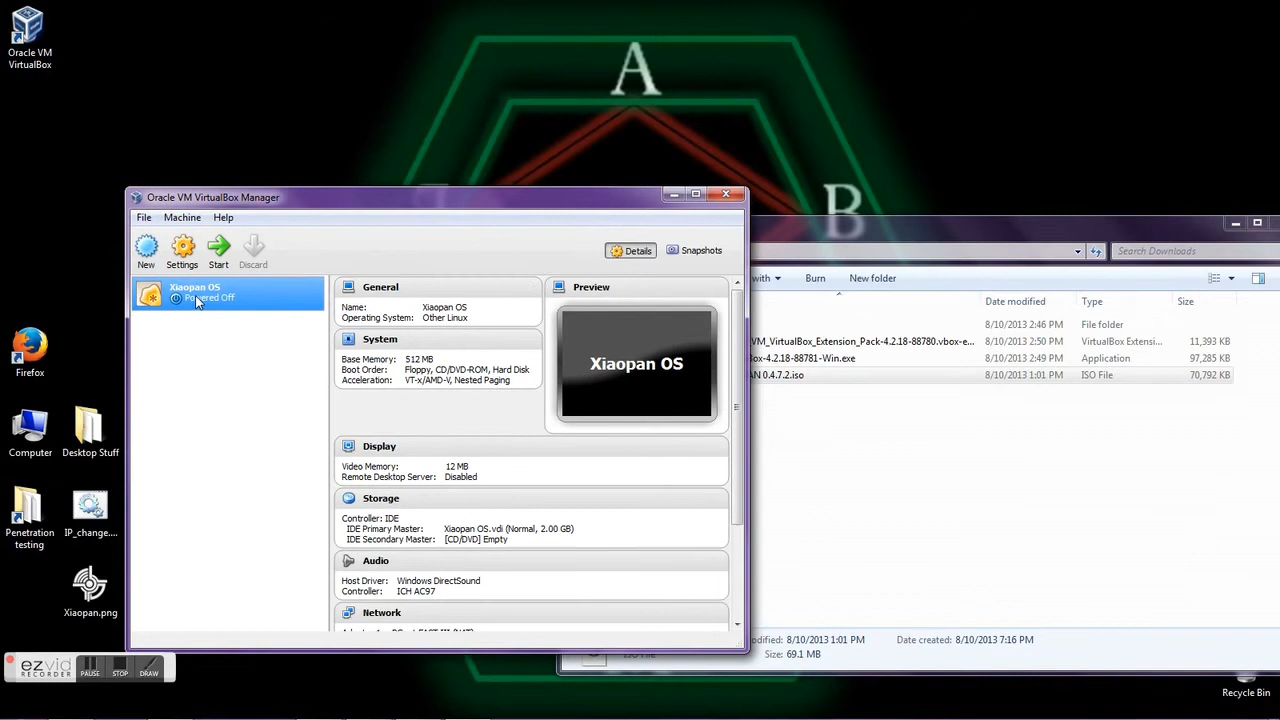 Oracle VM
VirtualBox
A
B
Oracle VM VirtualBox Manager
File Machine Help
New Settings Start Discard
Details Snapshots
Xiaopan OS
Powered Off
General
Name: Xiaopan OS
Operating System: Other Linux
System
Base Memory: 512 MB
Boot Order: Floppy, CD/DVD-ROM, Hard Disk
Acceleration: VT-x/AMD-V, Nested Paging
Preview
Xiaopan OS
Display
Video Memory: 12 MB
Remote Desktop Server: Disabled
Storage
Controller: IDE
IDE Primary Master: Xiaopan OS.vdi (Normal, 2.00 GB)
IDE Secondary Master: [CD/DVD] Empty
Audio
Host Driver: Windows DirectSound
Controller: ICH AC97
Network
Search Downloads
with Burn New folder
Date modified Type Size
8/10/2013 2:46 PM File folder
VM_VirtualBox_Extension_Pack-4.2.18-88780.vbox-e... 8/10/2013 2:50 PM VirtualBox Extensi... 11,393 KB
ox-4.2.18-88781-Win.exe 8/10/2013 2:49 PM Application 97,285 KB
AN 0.4.7.2.iso 8/10/2013 1:01 PM ISO File 70,792 KB
odified: 8/10/2013 1:01 PM Date created: 8/10/2013 7:16 PM
Size: 69.1 MB
Firefox
Computer
Desktop Stuff
Penetration
testing
IP_change....
Xiaopan.png
ezvid
RECORDER
PAUSE STOP DRAW
Recycle Bin